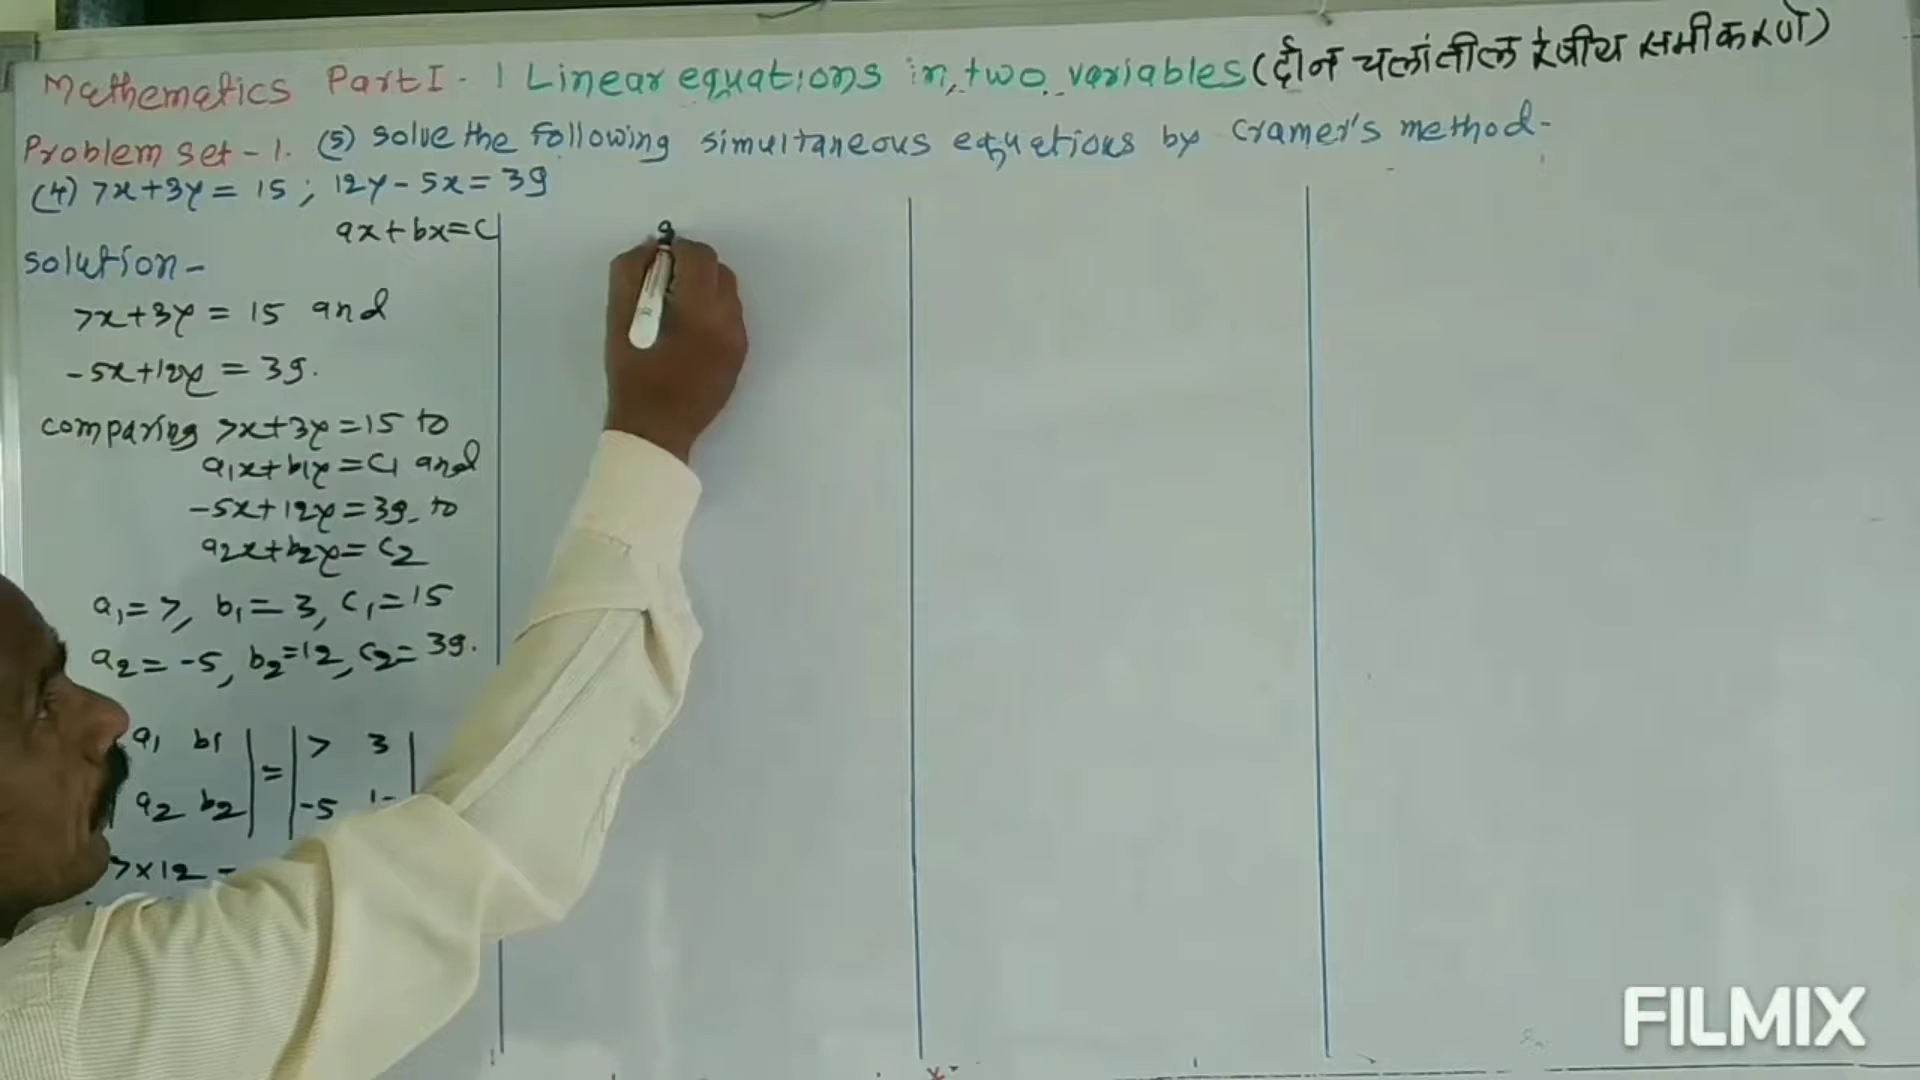 Mathematics Part I - 1 Linear equations in two variables (दोन चलांतील रेषीय समीकरणे)
Problem set - 1. (5) solve the following simultaneous equations by Cramer's method-
(4) 7x+3y = 15 ; 12y - 5x = 39
ax + bx = c
solution -
7x+3y = 15 and
-5x+12y = 39.
comparing 7x+3y = 15 to
a₁x+b₁y = c₁ and
-5x+12y = 39 to
a₂x+b₂y = c₂
a₁ = 7, b₁ = 3, c₁ = 15
a₂ = -5, b₂ = 12, c₂ = 39.
a₁ b₁ | = | 7 3 |
a₂ b₂ | | -5
7×12 -
FILMIX